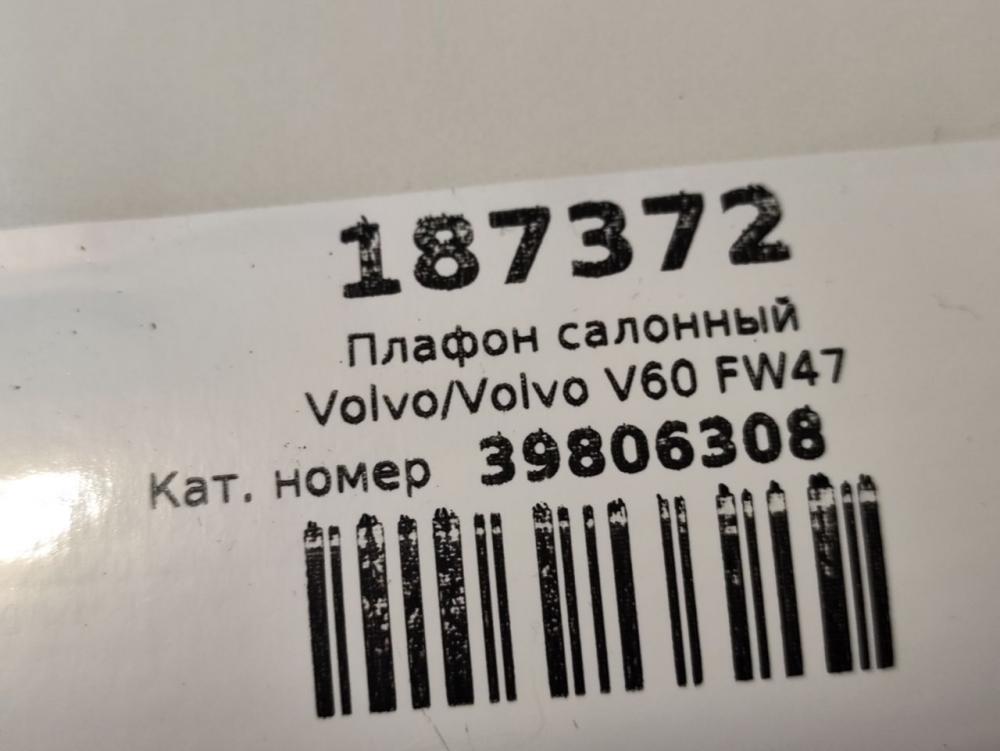 187372
Плафон салонный
Volvo/Volvo V60 FW47
Кат. номер 39806308